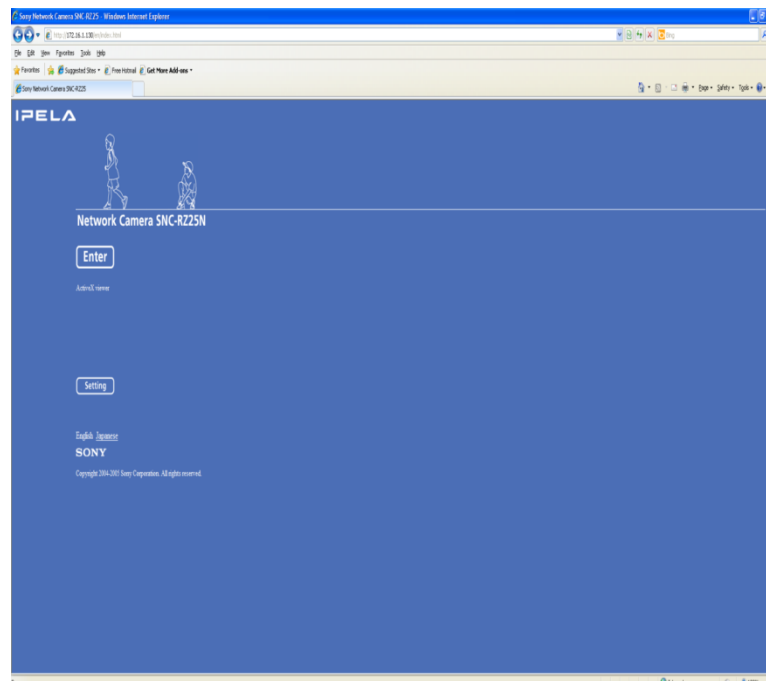 Sony Network Camera SNC-RZ25 - Windows Internet Explorer
http://172.16.1.130/en/index.html
Bing
File Edit View Favorites Tools Help
Favorites Suggested Sites Free Hotmail Get More Add-ons
Sony Network Camera SNC-RZ25
Page Safety Tools
IPELA
Network Camera SNC-RZ25N
Enter
ActiveX viewer
Setting
English Japanese
SONY
Copyright 2004-2005 Sony Corporation. All rights reserved.